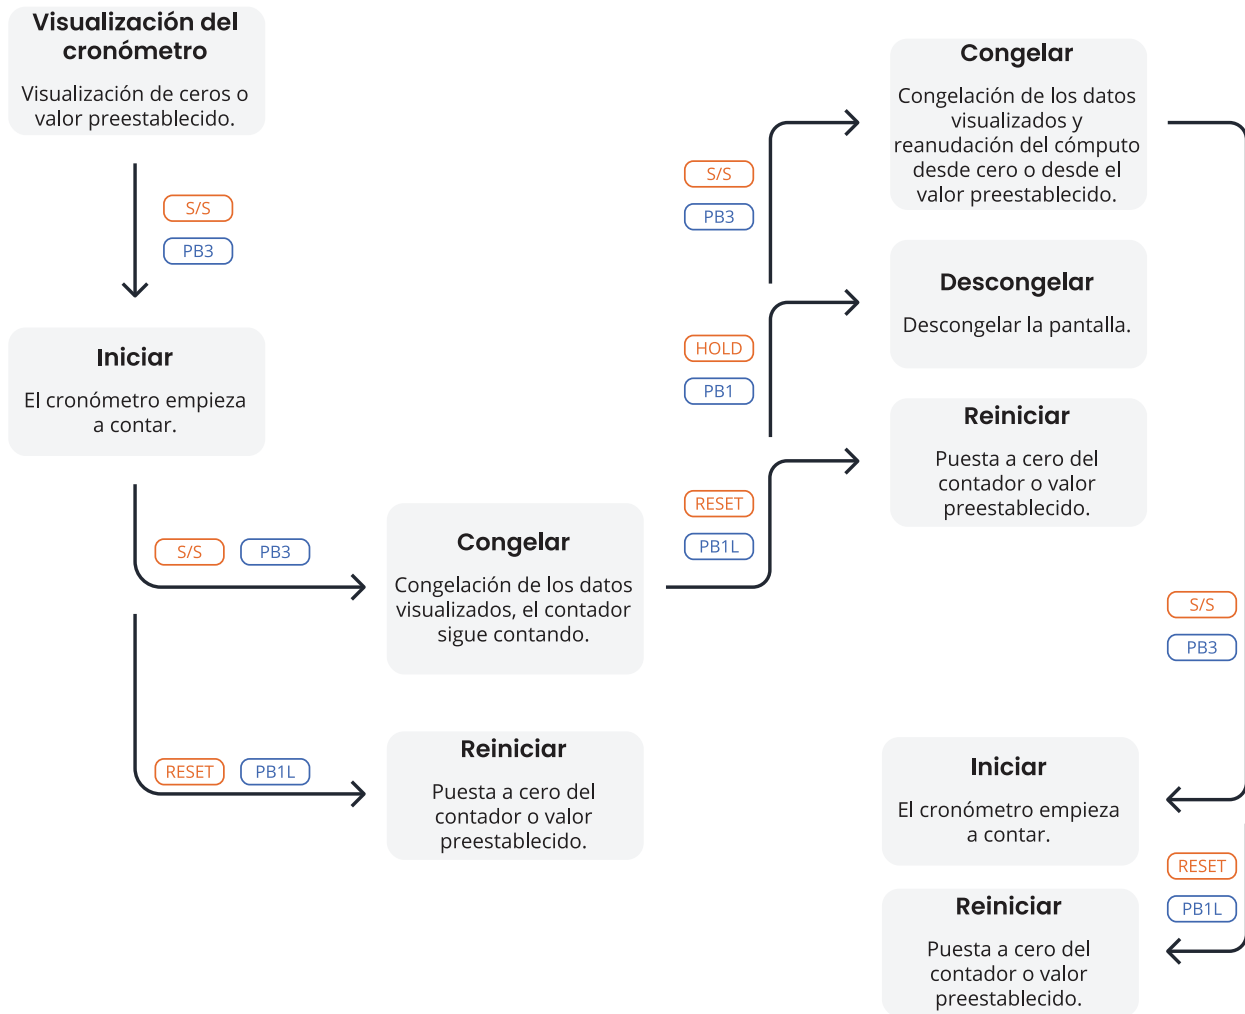 Visualización del
cronómetro
Visualización de ceros o
valor preestablecido.
S/S
PB3
Iniciar
El cronómetro empieza
a contar.
S/S PB3
Congelar
Congelación de los datos
visualizados, el contador
sigue contando.
RESET PB1L
Reiniciar
Puesta a cero del
contador o valor
preestablecido.
S/S
PB3
Congelar
Congelación de los datos
visualizados y
reanudación del cómputo
desde cero o desde el
valor preestablecido.
HOLD
PB1
Descongelar
Descongelar la pantalla.
RESET
PB1L
Reiniciar
Puesta a cero del
contador o valor
preestablecido.
S/S
PB3
Iniciar
El cronómetro empieza
a contar.
RESET
PB1L
Reiniciar
Puesta a cero del
contador o valor
preestablecido.